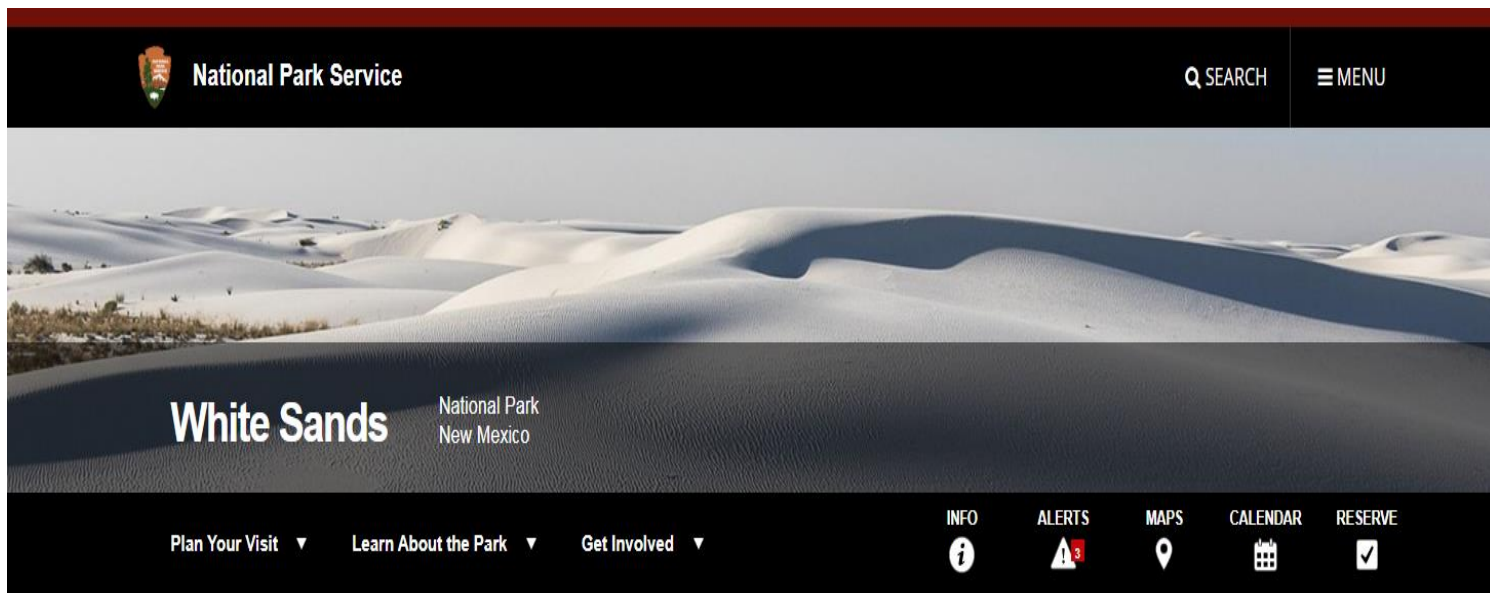 National Park Service
SEARCH
MENU
White Sands
National Park
New Mexico
Plan Your Visit
Learn About the Park
Get Involved
INFO
ALERTS
3
MAPS
CALENDAR
RESERVE